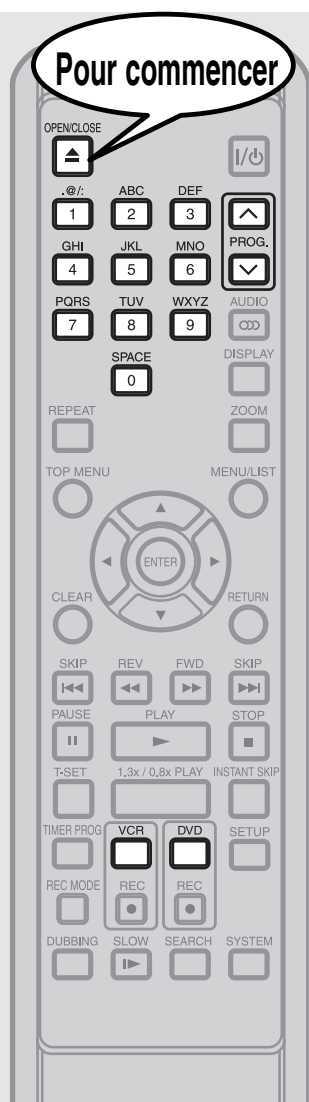 Pour commencer
OPEN/CLOSE
.@/: ABC DEF
1 2 3
GHI JKL MNO PROG.
4 5 6
PQRS TUV WXYZ AUDIO
7 8 9
SPACE DISPLAY
0
REPEAT ZOOM
TOP MENU MENU/LIST
ENTER
CLEAR RETURN
SKIP REV FWD SKIP
PAUSE PLAY STOP
T-SET 1.3x / 0.8x PLAY INSTANT SKIP
TIMER PROG VCR DVD SETUP
REC MODE REC REC
DUBBING SLOW SEARCH SYSTEM